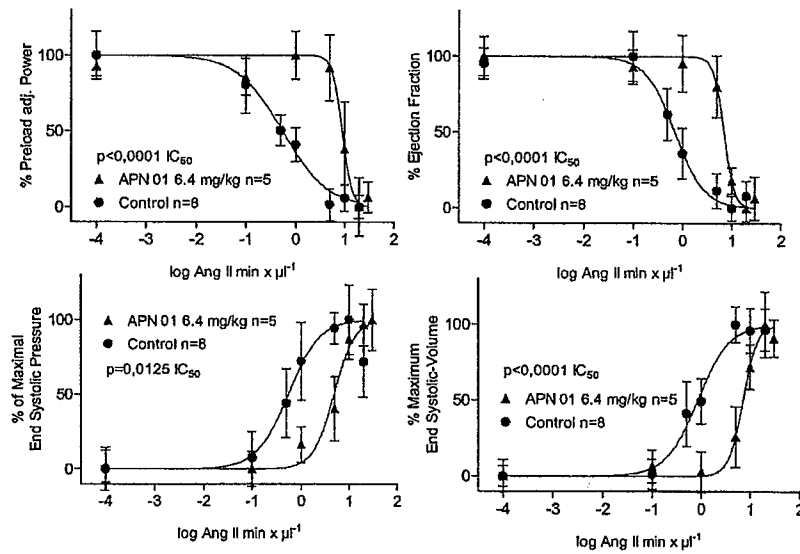 % Preload adj. Power
100
50
0
p<0,0001 IC50
APN 01 6.4 mg/kg n=5
Control n=8
-4 -3 -2 -1 0 1 2
log Ang II min x µl-1
% Ejection Fraction
100
50
0
p<0,0001 IC50
APN 01 6.4 mg/kg n=5
Control n=8
-4 -3 -2 -1 0 1 2
log Ang II min x µl-1
% of Maximal
End Systolic Pressure
100
50
0
APN 01 6.4 mg/kg n=5
Control n=8
p=0,0125 IC50
-4 -3 -2 -1 0 1 2
log Ang II min x µl-1
% Maximum
End Systolic-Volume
100
50
0
p<0,0001 IC50
APN 01 6.4 mg/kg n=5
Control n=8
-4 -3 -2 -1 0 1 2
log Ang II min x µl-1